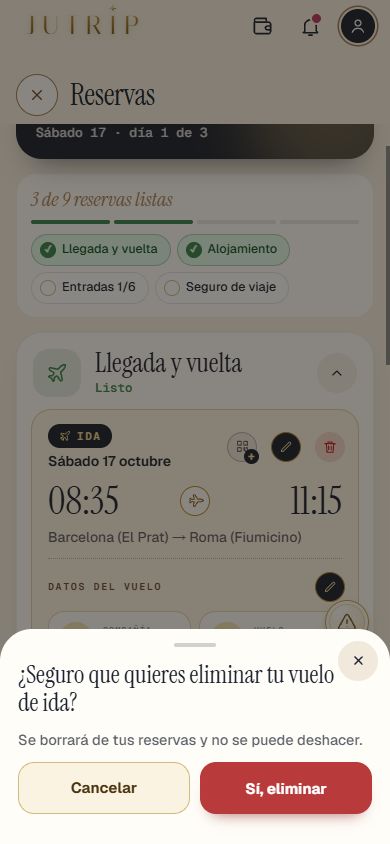 JUTRIP
Reservas
Sábado 17 · día 1 de 3
3 de 9 reservas listas
Llegada y vuelta
Alojamiento
Entradas 1/6
Seguro de viaje
Llegada y vuelta
Listo
IDA
Sábado 17 octubre
08:35
11:15
Barcelona (El Prat) → Roma (Fiumicino)
DATOS DEL VUELO
¿Seguro que quieres eliminar tu vuelo
de ida?
Se borrará de tus reservas y no se puede deshacer.
Cancelar
Sí, eliminar